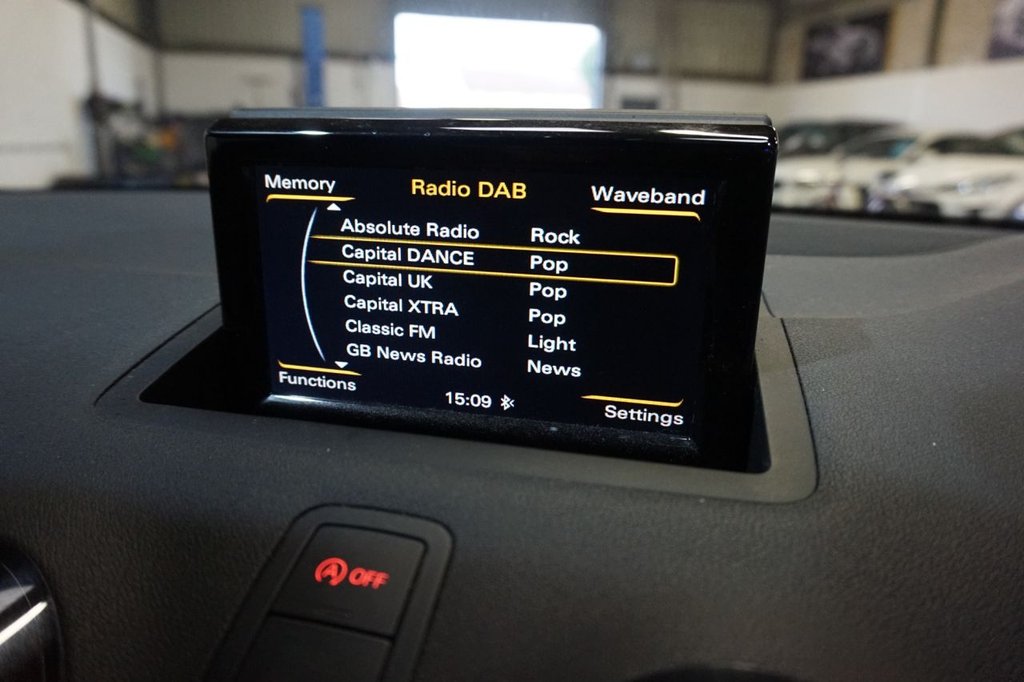 Memory Radio DAB Waveband
Absolute Radio Rock
Capital DANCE Pop
Capital UK Pop
Capital XTRA Pop
Classic FM Light
GB News Radio News
Functions 15:09 Settings
A OFF